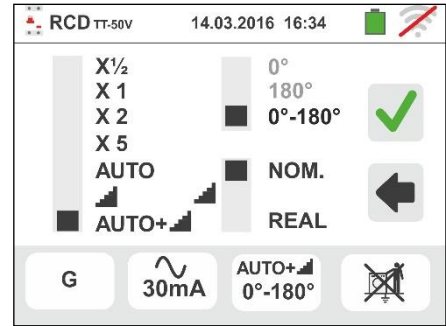 RCD TT-50V 14.03.2016 16:34
X½ 0°
X 1 180°
X 2 0°-180°
X 5
AUTO NOM.
AUTO+ REAL
G 30mA AUTO+ 0°-180°